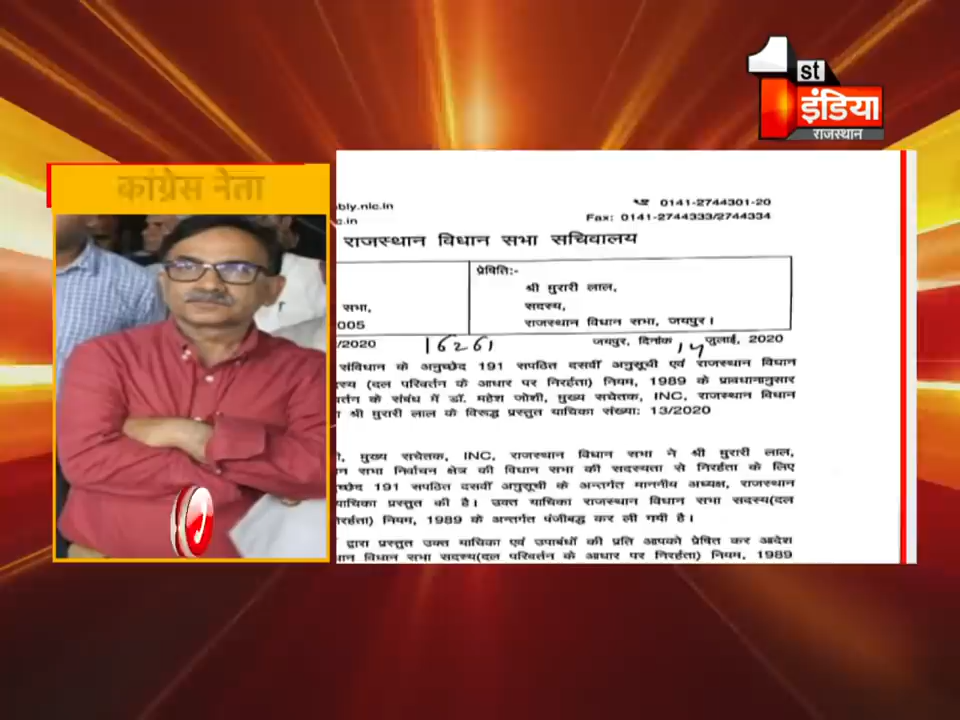 1st
इंडिया
राजस्थान
कांग्रेस नेता
bly.nic.in
0141-2744301-20
c.in
Fax: 0141-2744333/2744334
राजस्थान विधान सभा सचिवालय
प्रेषिति:-
श्री मुरारी लाल,
सभा,
सदस्य,
005
राजस्थान विधान सभा, जयपुर।
/2020 16261 जयपुर, दिनांक 14 जुलाई, 2020
संविधान के अनुच्छेद 191 सपठित दसवीं अनुसूची एवं राजस्थान विधान
स्य (दल परिवर्तन के आधार पर निरर्हता) नियम, 1989 के प्रावधानानुसार
वर्तन के संबंध में डॉ. महेश जोशी, मुख्य सचेतक, INC, राजस्थान विधान
श्री मुरारी लाल के विरूद्ध प्रस्तुत याचिका संख्या: 13/2020
मुख्य सचेतक, INC, राजस्थान विधान सभा ने श्री मुरारी लाल,
न सभा निर्वाचन क्षेत्र की विधान सभा की सदस्यता से निरर्हता के लिए
च्छेद 191 सपठित दसवीं अनुसूची के अन्तर्गत माननीय अध्यक्ष, राजस्थान
याचिका प्रस्तुत की है। उक्त याचिका राजस्थान विधान सभा सदस्य(दल
नेरर्हता) नियम, 1989 के अन्तर्गत पंजीबद्ध कर ली गयी है।
द्वारा प्रस्तुत उक्त याचिका एवं उपाबंधों की प्रति आपको प्रेषित कर आदेश
थान विधान सभा सदस्य(दल परिवर्तन के आधार पर निरर्हता) नियम, 1989